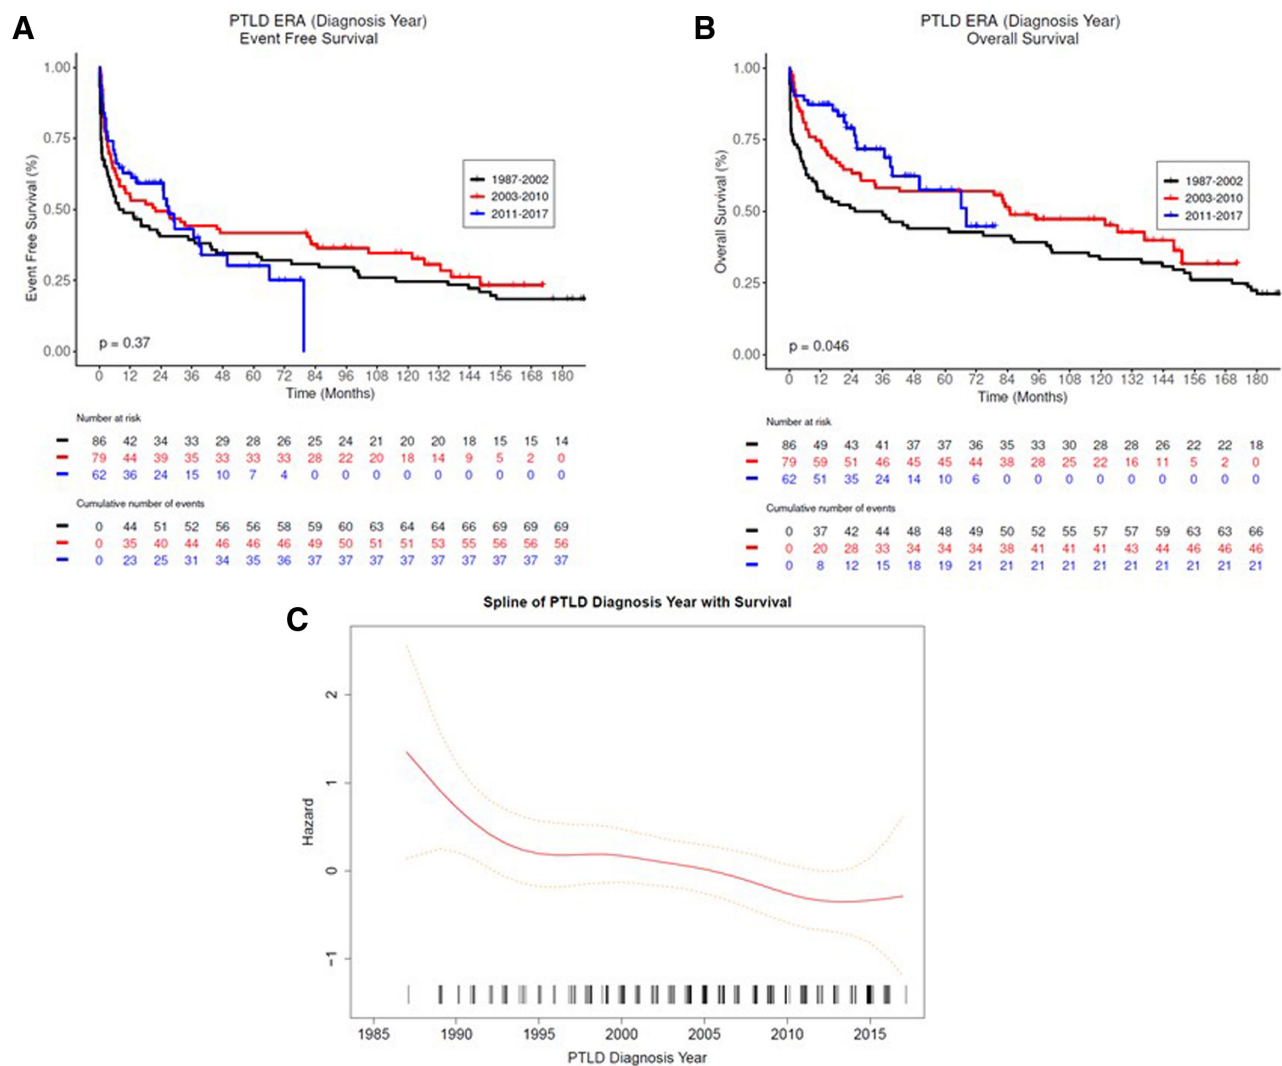 A
PTLD ERA (Diagnosis Year)
Event Free Survival
Event Free Survival (%)
1.00
0.75
0.50
0.25
0.00
1987-2002
2003-2010
2011-2017
p = 0.37
0 12 24 36 48 60 72 84 96 108 120 132 144 156 168 180
Time (Months)
Number at risk
86 42 34 33 29 28 26 25 24 21 20 20 18 15 15 14
79 44 39 35 33 33 33 28 22 20 18 14 9 5 2 0
62 36 24 15 10 7 4 0 0 0 0 0 0 0 0 0
Cumulative number of events
0 44 51 52 56 56 58 59 60 63 64 64 66 69 69 69
0 35 40 44 46 46 46 49 50 51 51 53 55 56 56 56
0 23 25 31 34 35 36 37 37 37 37 37 37 37 37 37
B
PTLD ERA (Diagnosis Year)
Overall Survival
Overall Survival (%)
1.00
0.75
0.50
0.25
0.00
1987-2002
2003-2010
2011-2017
p = 0.046
0 12 24 36 48 60 72 84 96 108 120 132 144 156 168 180
Time (Months)
Number at risk
86 49 43 41 37 37 36 35 33 30 28 28 26 22 22 18
79 59 51 46 45 45 44 38 28 25 22 16 11 5 2 0
62 51 35 24 14 10 6 0 0 0 0 0 0 0 0 0
Cumulative number of events
0 37 42 44 48 48 49 50 52 55 57 57 59 63 63 66
0 20 28 33 34 34 34 38 41 41 41 43 44 46 46 46
0 8 12 15 18 19 21 21 21 21 21 21 21 21 21 21
C
Spline of PTLD Diagnosis Year with Survival
Hazard
2
1
0
−1
1985 1990 1995 2000 2005 2010 2015
PTLD Diagnosis Year